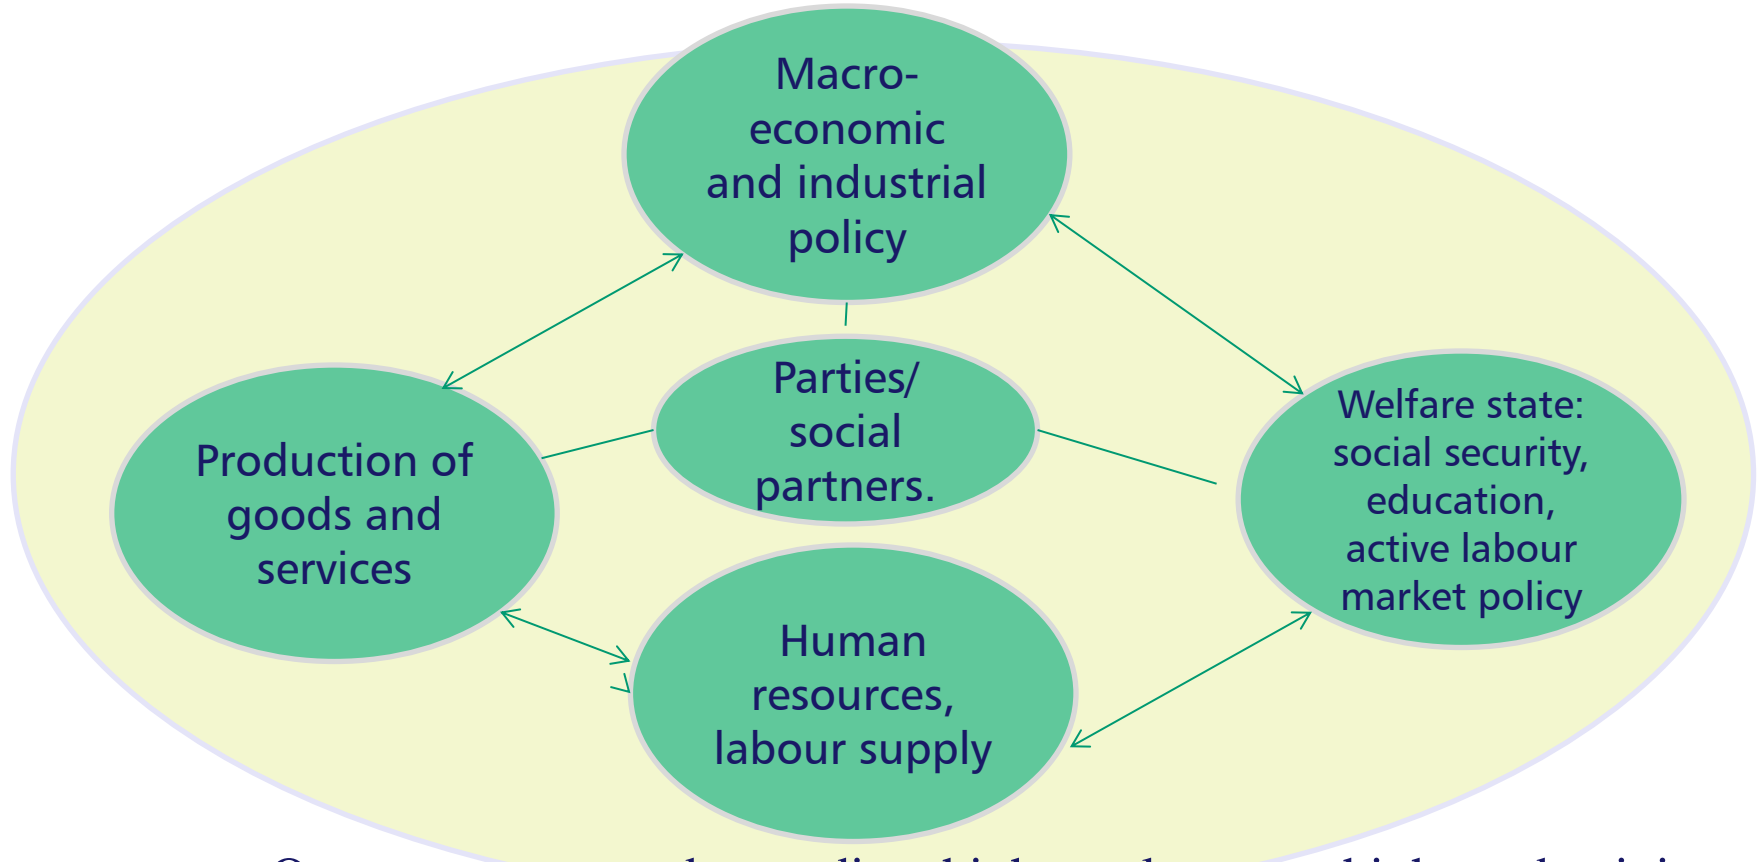 Macro-
economic
and industrial
policy
Parties/
social
partners.
Production of
goods and
services
Welfare state:
social security,
education,
active labour
market policy
Human
resources,
labour supply